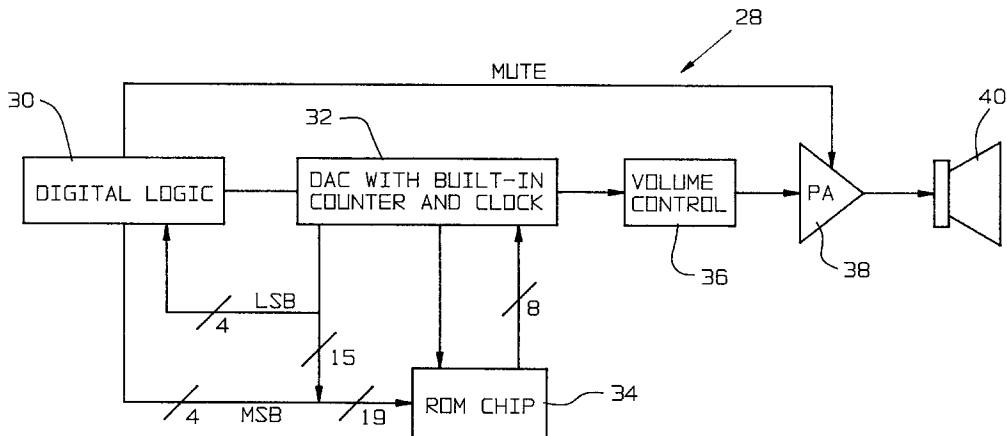 28
MUTE
30
32
40
DIGITAL LOGIC
DAC WITH BUILT-IN
COUNTER AND CLOCK
VOLUME
CONTROL
PA
36
38
LSB
4
8
15
4
MSB
19
ROM CHIP
34